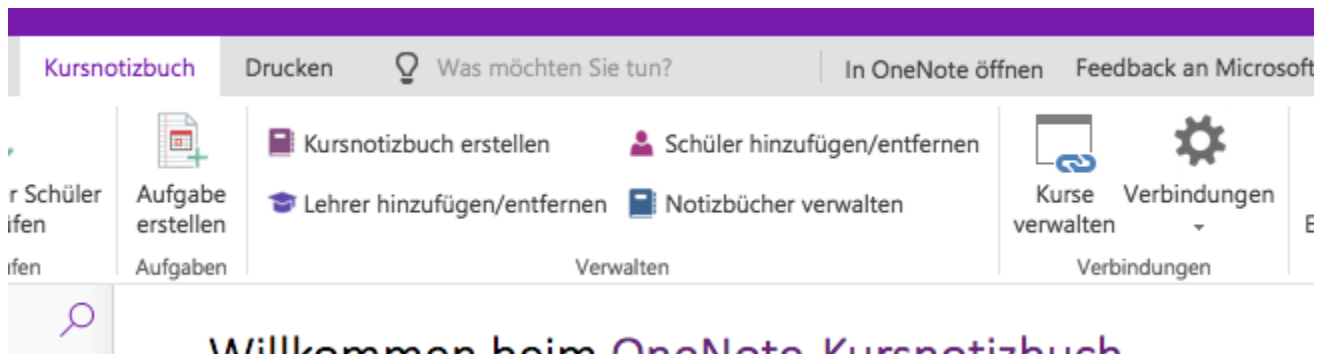 Kursnotizbuch Drucken Was möchten Sie tun? In OneNote öffnen Feedback an Microsoft
Kursnotizbuch erstellen Schüler hinzufügen/entfernen
r Schüler Aufgabe Lehrer hinzufügen/entfernen Notizbücher verwalten Kurse Verbindungen
erstellen verwalten
Aufgaben Verwalten Verbindungen
Willkommen beim OneNote Kursnotizbuch